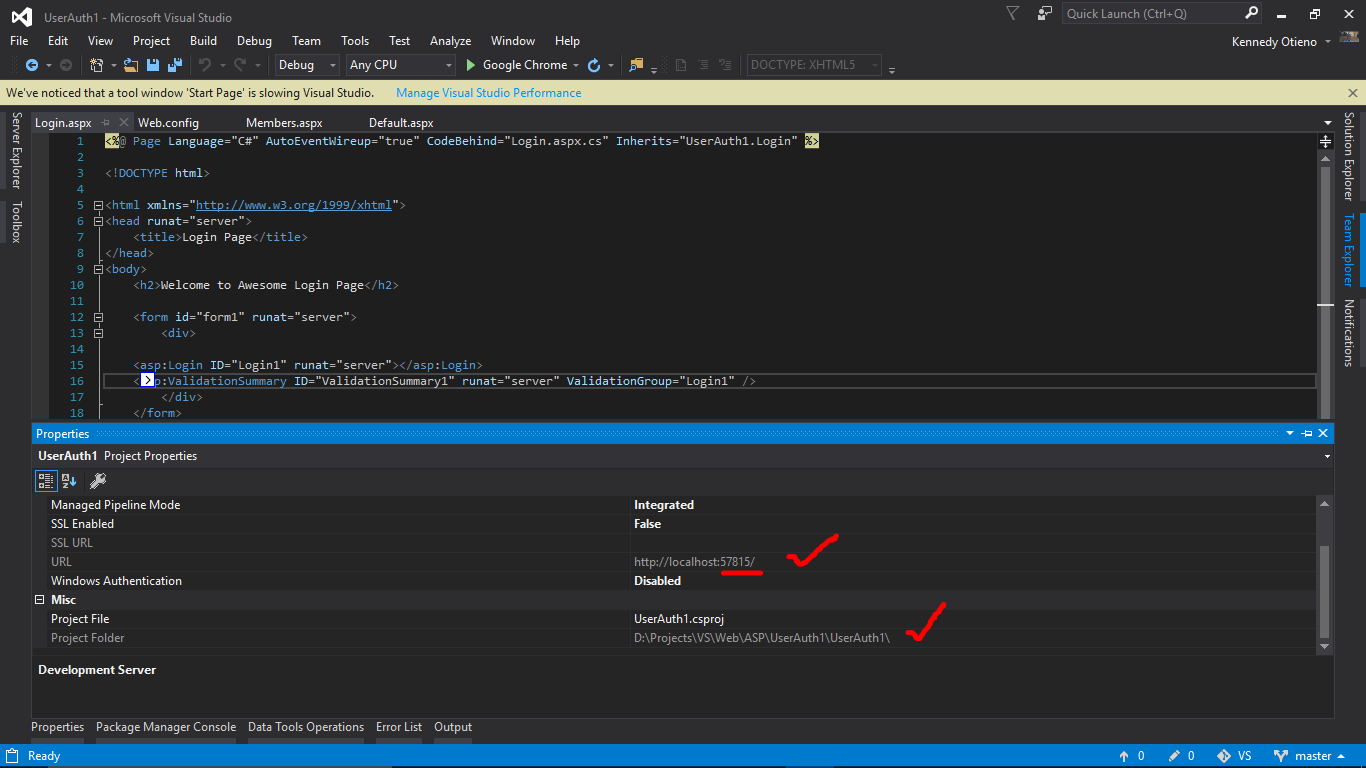 UserAuth1 - Microsoft Visual Studio
Quick Launch (Ctrl+Q)
File Edit View Project Build Debug Team Tools Test Analyze Window Help
Kennedy Otieno
Debug Any CPU Google Chrome DOCTYPE: XHTML5
We've noticed that a tool window 'Start Page' is slowing Visual Studio. Manage Visual Studio Performance
Server Explorer
Toolbox
Login.aspx Web.config Members.aspx Default.aspx
1 <%@ Page Language="C#" AutoEventWireup="true" CodeBehind="Login.aspx.cs" Inherits="UserAuth1.Login" %>
2
3 <!DOCTYPE html>
4
5 <html xmlns="http://www.w3.org/1999/xhtml">
6 <head runat="server">
7 <title>Login Page</title>
8 </head>
9 <body>
10 <h2>Welcome to Awesome Login Page</h2>
11
12 <form id="form1" runat="server">
13 <div>
14
15 <asp:Login ID="Login1" runat="server"></asp:Login>
16 <p:ValidationSummary ID="ValidationSummary1" runat="server" ValidationGroup="Login1" />
17 </div>
18 </form>
Solution Explorer
Team Explorer
Notifications
Properties
UserAuth1 Project Properties
Managed Pipeline Mode Integrated
SSL Enabled False
SSL URL
URL http://localhost:57815/
Windows Authentication Disabled
Misc
Project File UserAuth1.csproj
Project Folder D:\Projects\VS\Web\ASP\UserAuth1\UserAuth1\
Development Server
Properties Package Manager Console Data Tools Operations Error List Output
Ready 0 0 VS master